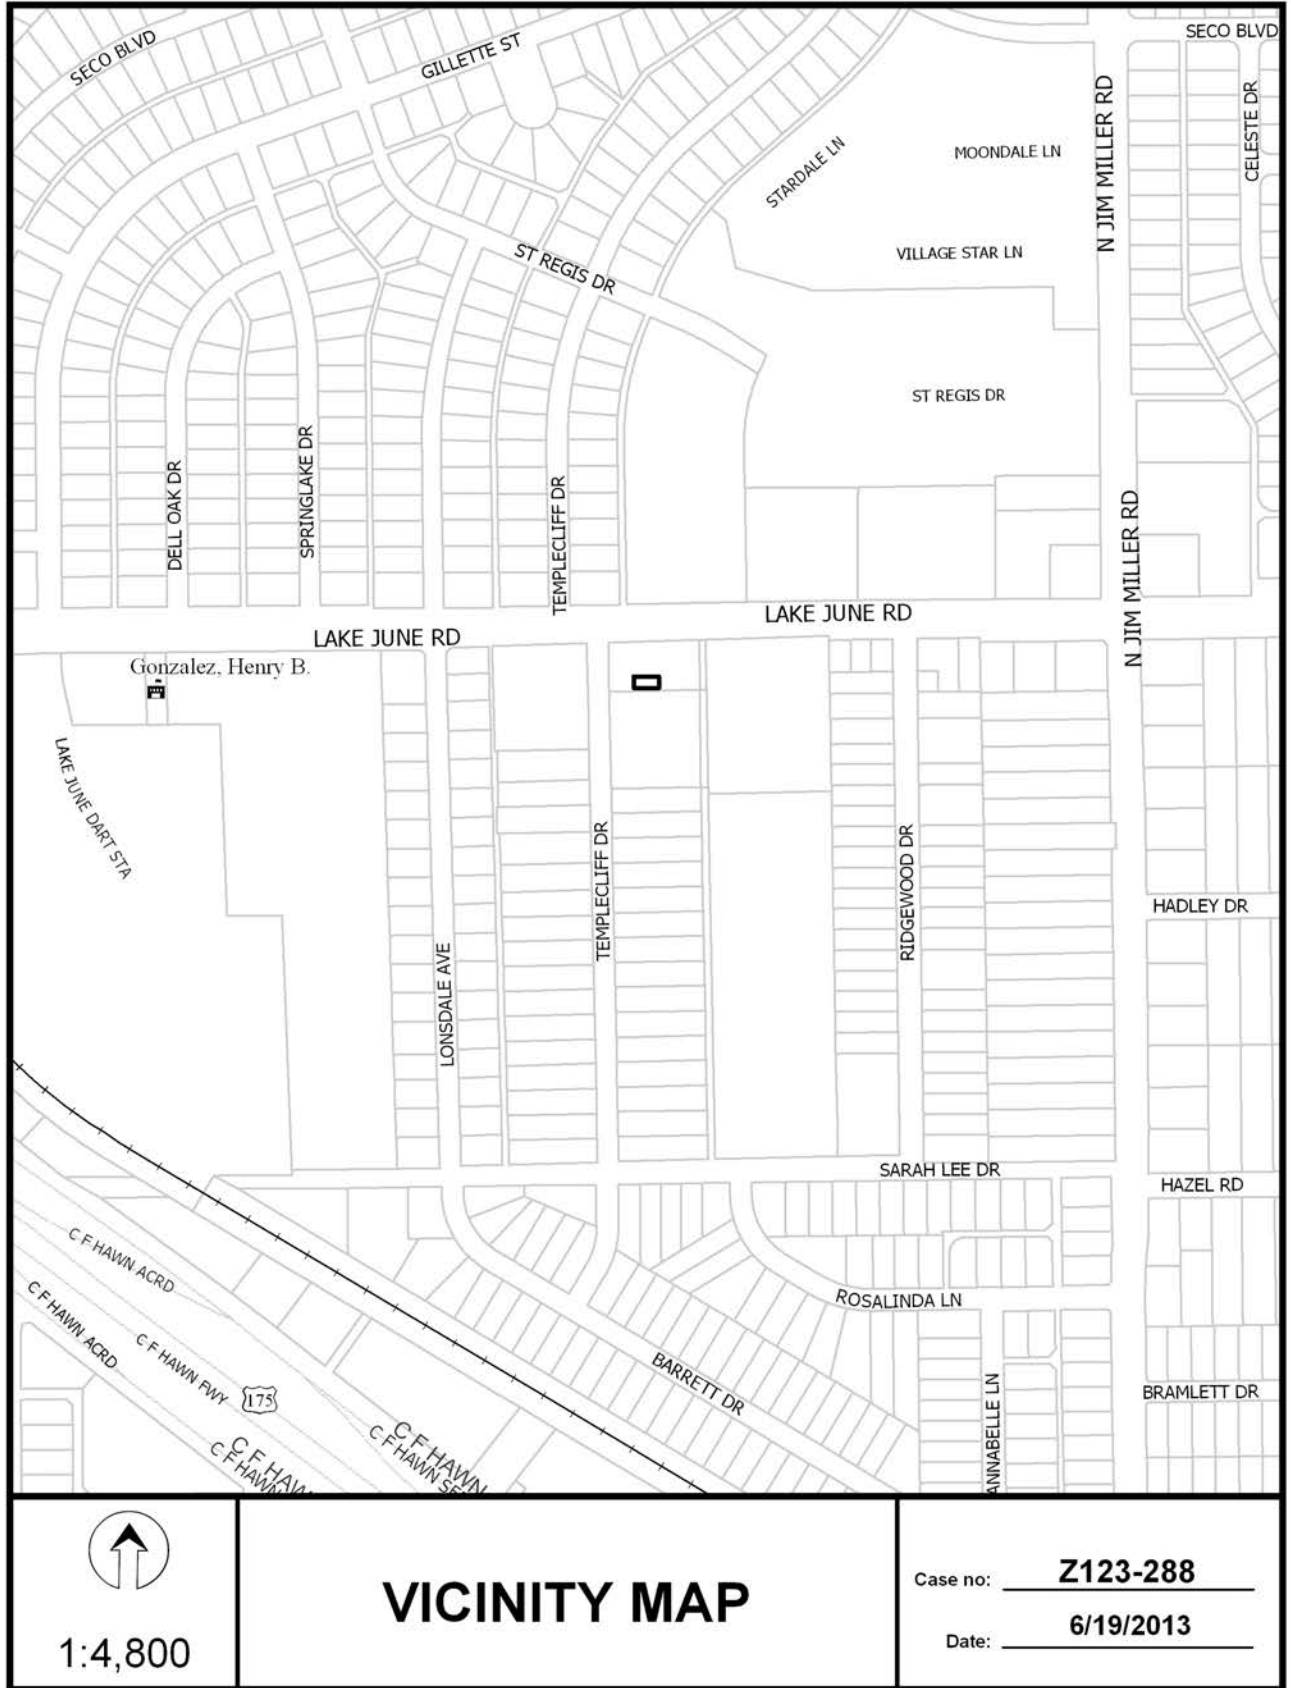 SECO BLVD
GILLETTE ST
SECO BLVD
N JIM MILLER RD
CELESTE DR
STARDALE LN
MOONDALE LN
VILLAGE STAR LN
ST REGIS DR
ST REGIS DR
DELL OAK DR
SPRINGLAKE DR
TEMPLECLIFF DR
N JIM MILLER RD
LAKE JUNE RD
LAKE JUNE RD
Gonzalez, Henry B.
LAKE JUNE DART STA
LONSDALE AVE
TEMPLECLIFF DR
RIDGEWOOD DR
HADLEY DR
SARAH LEE DR
HAZEL RD
C F HAWN ACRD
C F HAWN ACRD
C F HAWN FWY
175
ROSALINDA LN
BARRETT DR
ANNABELLE LN
BRAMLETT DR
C F HAWN
C F HAWN SE
C F HAW
C F HAWN
1:4,800
VICINITY MAP
Case no: Z123-288
Date: 6/19/2013